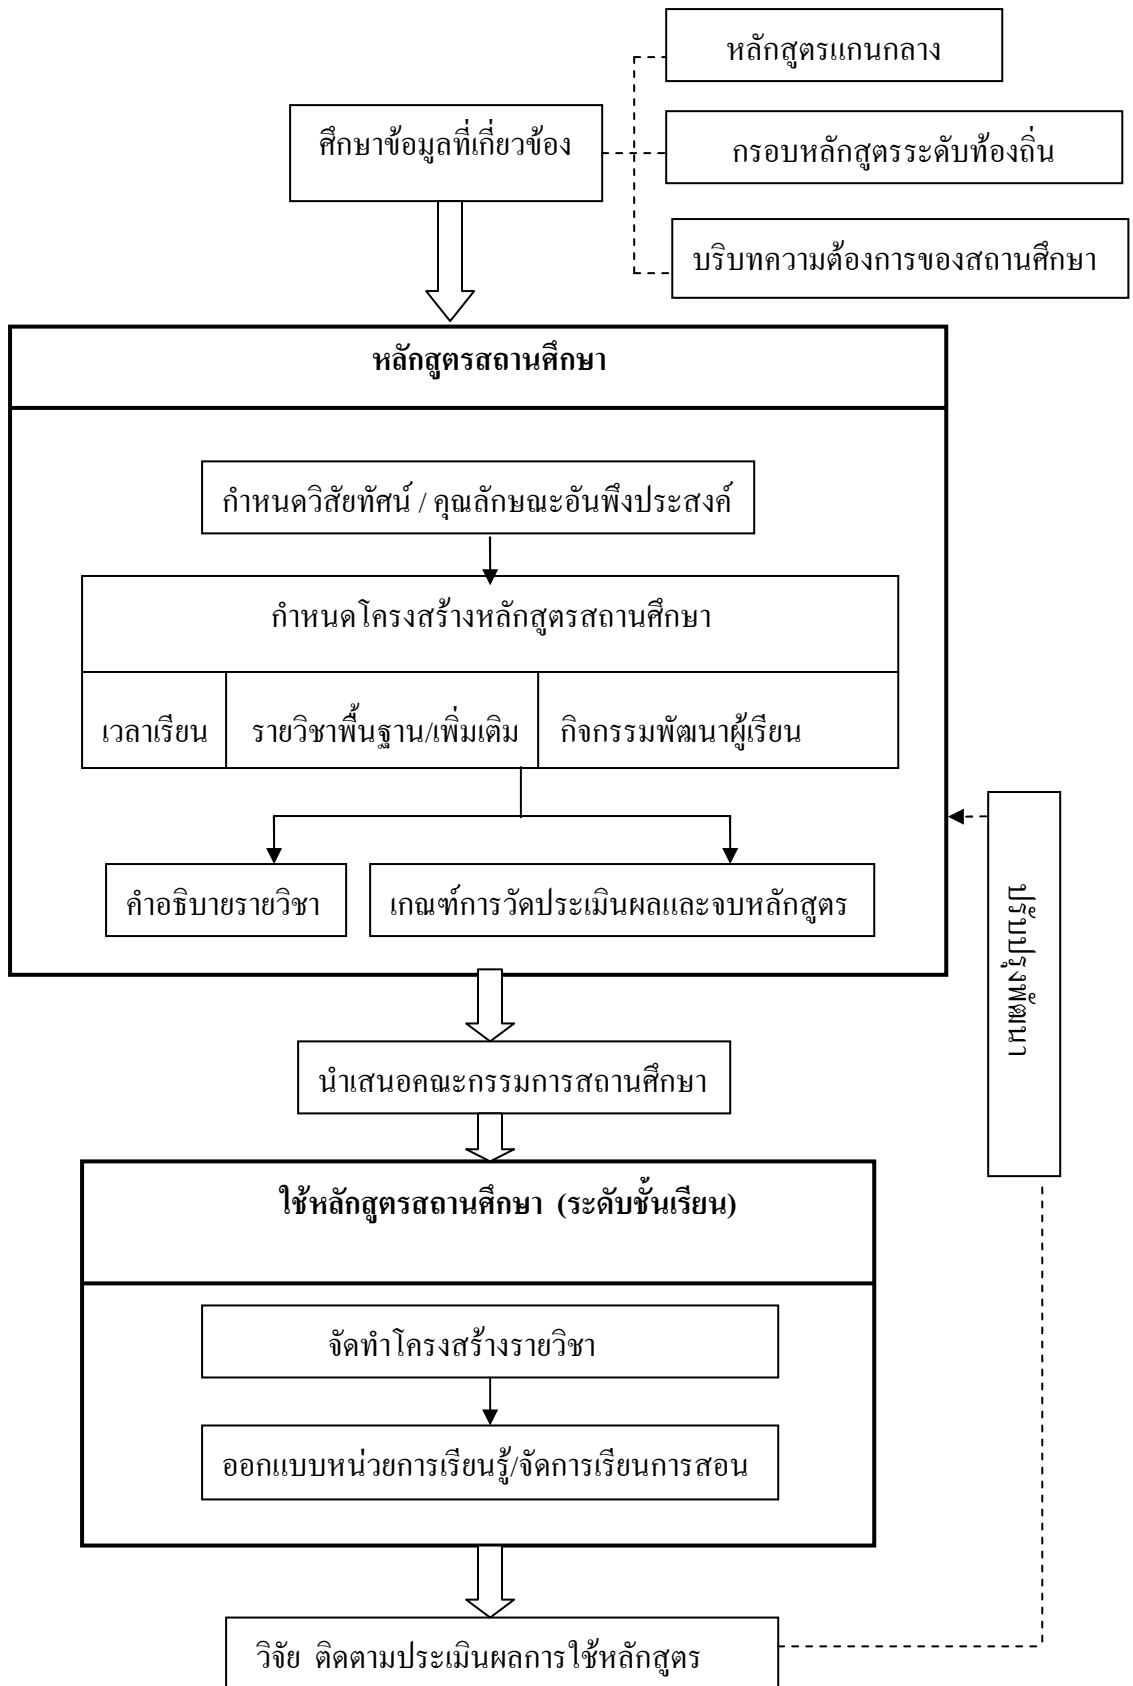 หลักสูตรแกนกลาง
ศึกษาข้อมูลที่เกี่ยวข้อง
กรอบหลักสูตรระดับท้องถิ่น
บริบทความต้องการของสถานศึกษา
หลักสูตรสถานศึกษา
กำหนดวิสัยทัศน์ / คุณลักษณะอันพึงประสงค์
กำหนดโครงสร้างหลักสูตรสถานศึกษา
เวลาเรียน
รายวิชาพื้นฐาน/เพิ่มเติม
กิจกรรมพัฒนาผู้เรียน
คำอธิบายรายวิชา
เกณฑ์การวัดประเมินผลและจบหลักสูตร
ปรับปรุงพัฒนา
นำเสนอคณะกรรมการสถานศึกษา
ใช้หลักสูตรสถานศึกษา (ระดับชั้นเรียน)
จัดทำโครงสร้างรายวิชา
ออกแบบหน่วยการเรียนรู้/จัดการเรียนการสอน
วิจัย ติดตามประเมินผลการใช้หลักสูตร